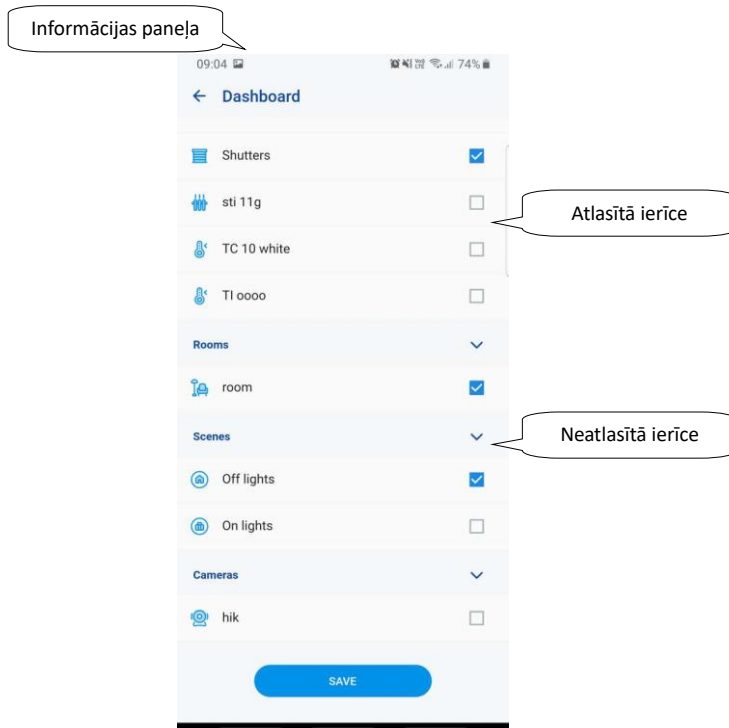 Informācijas paneļa
09:04 74%
Dashboard
Shutters
sti 11g
Atlasītā ierīce
TC 10 white
TI oooo
Rooms
room
Scenes
Neatlasītā ierīce
Off lights
On lights
Cameras
hik
SAVE